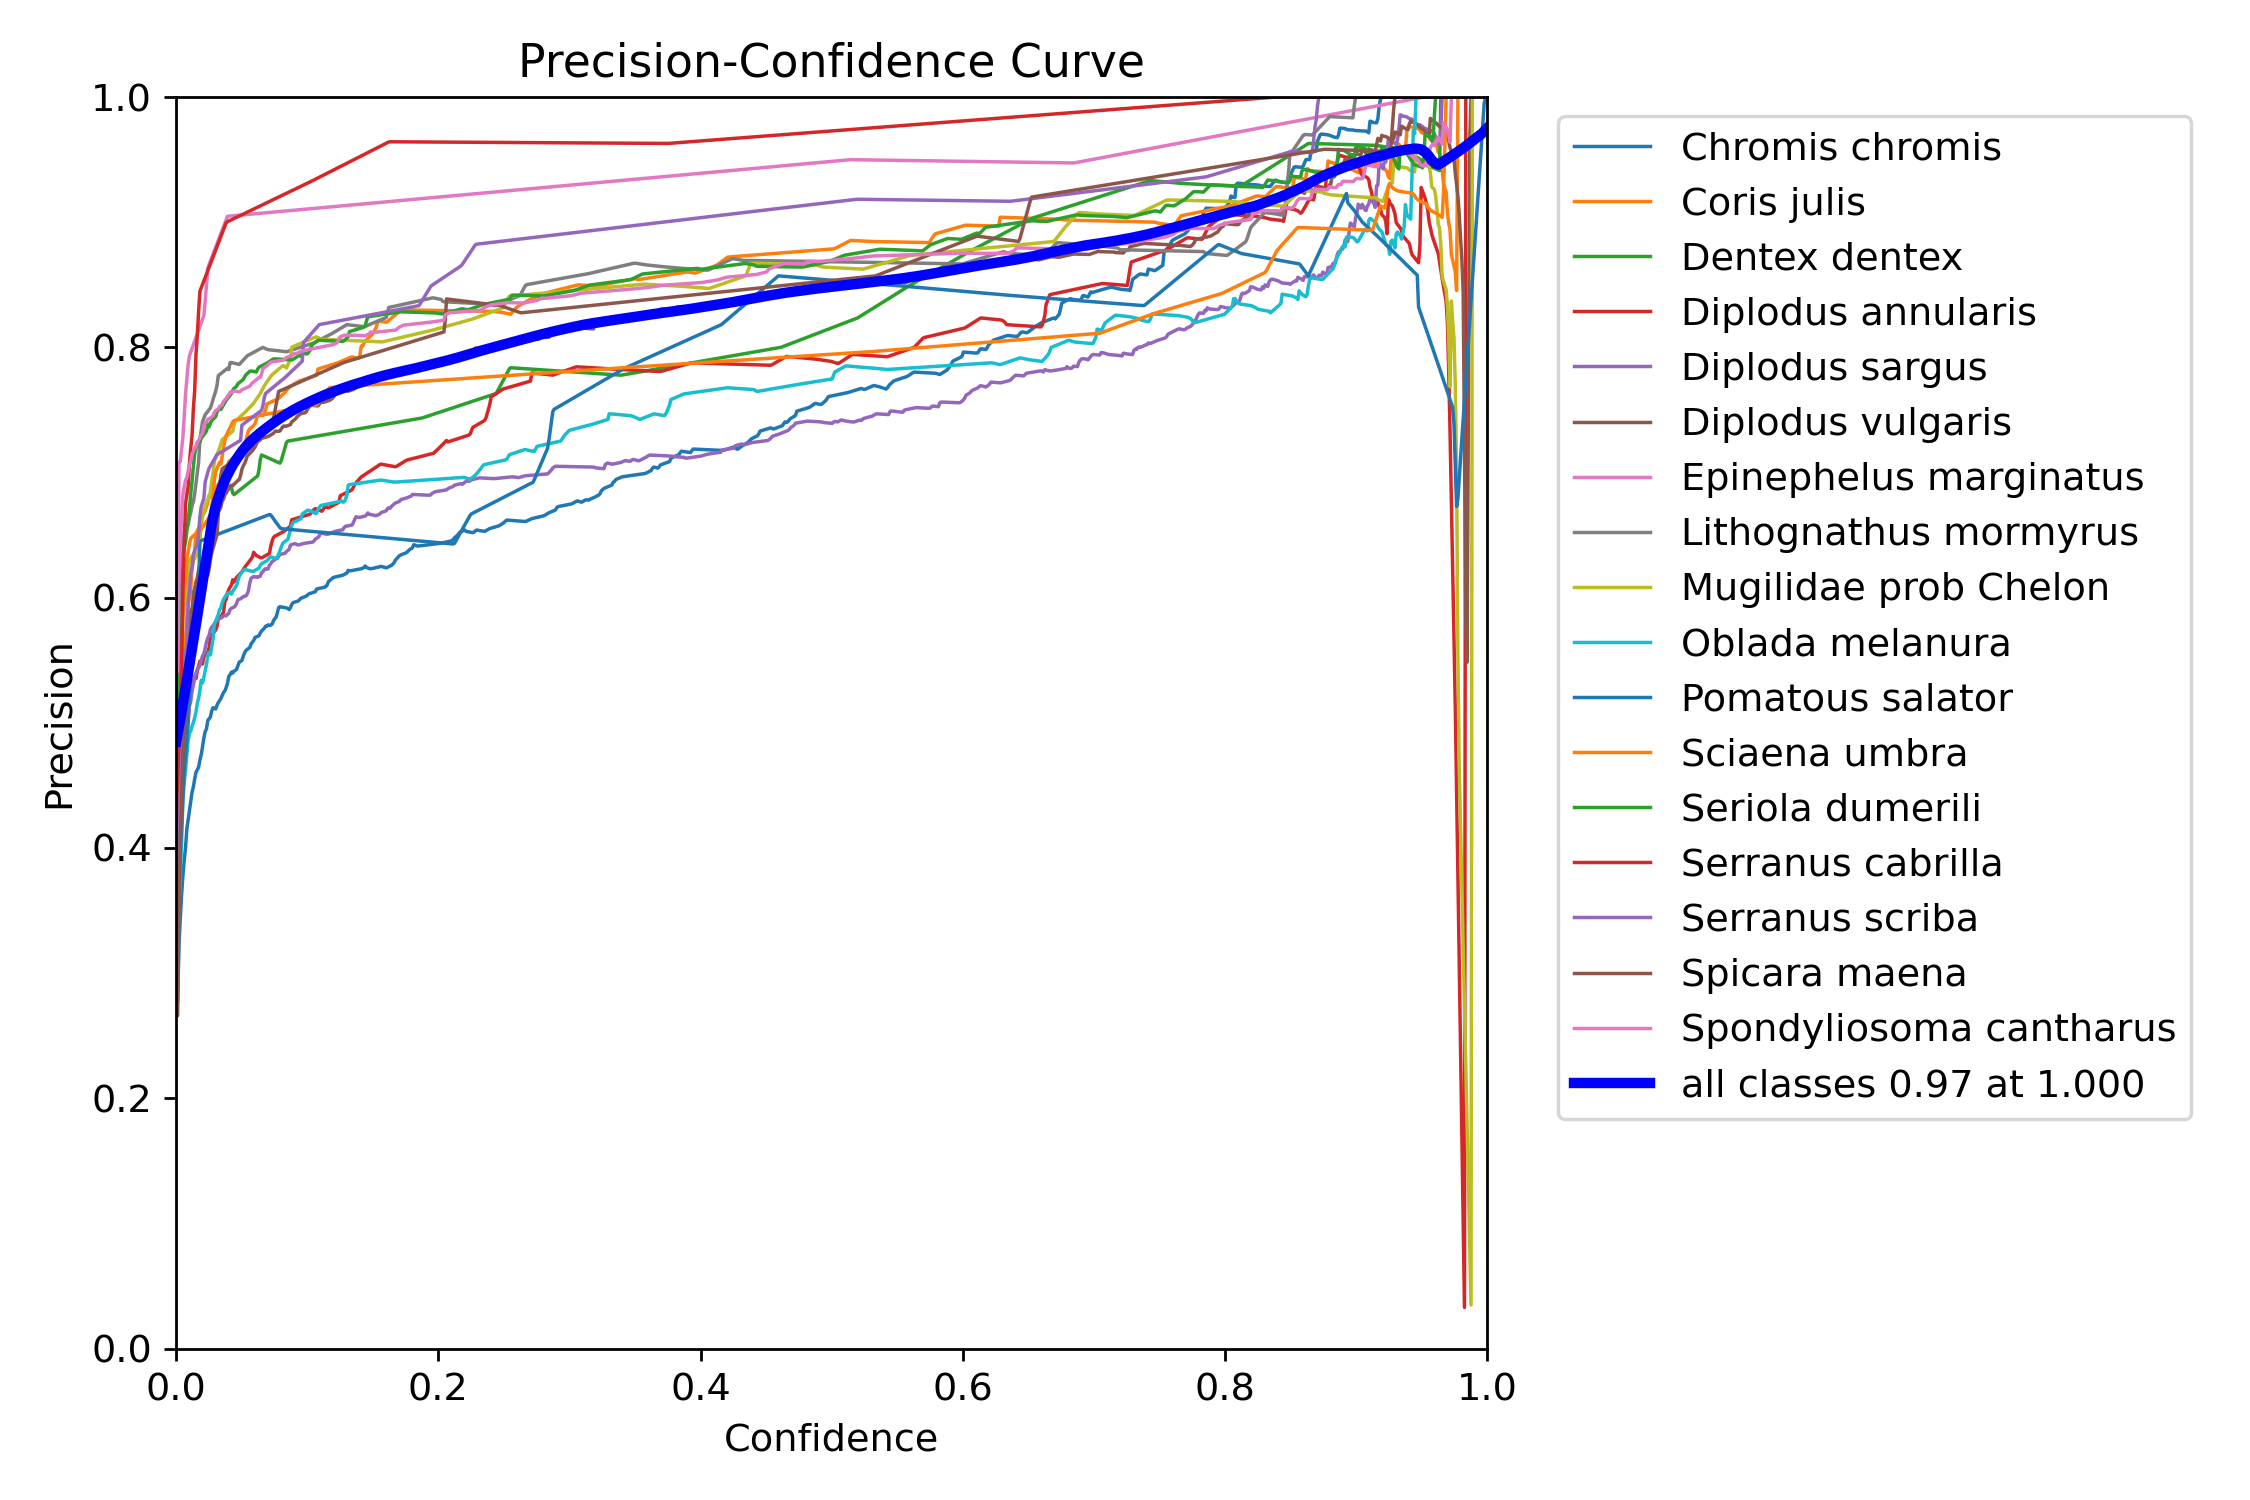 Precision-Confidence Curve
1.0
0.8
0.6
0.4
0.2
0.0
Precision
0.0 0.2 0.4 0.6 0.8 1.0
Confidence
Chromis chromis
Coris julis
Dentex dentex
Diplodus annularis
Diplodus sargus
Diplodus vulgaris
Epinephelus marginatus
Lithognathus mormyrus
Mugilidae prob Chelon
Oblada melanura
Pomatous salator
Sciaena umbra
Seriola dumerili
Serranus cabrilla
Serranus scriba
Spicara maena
Spondyliosoma cantharus
all classes 0.97 at 1.000